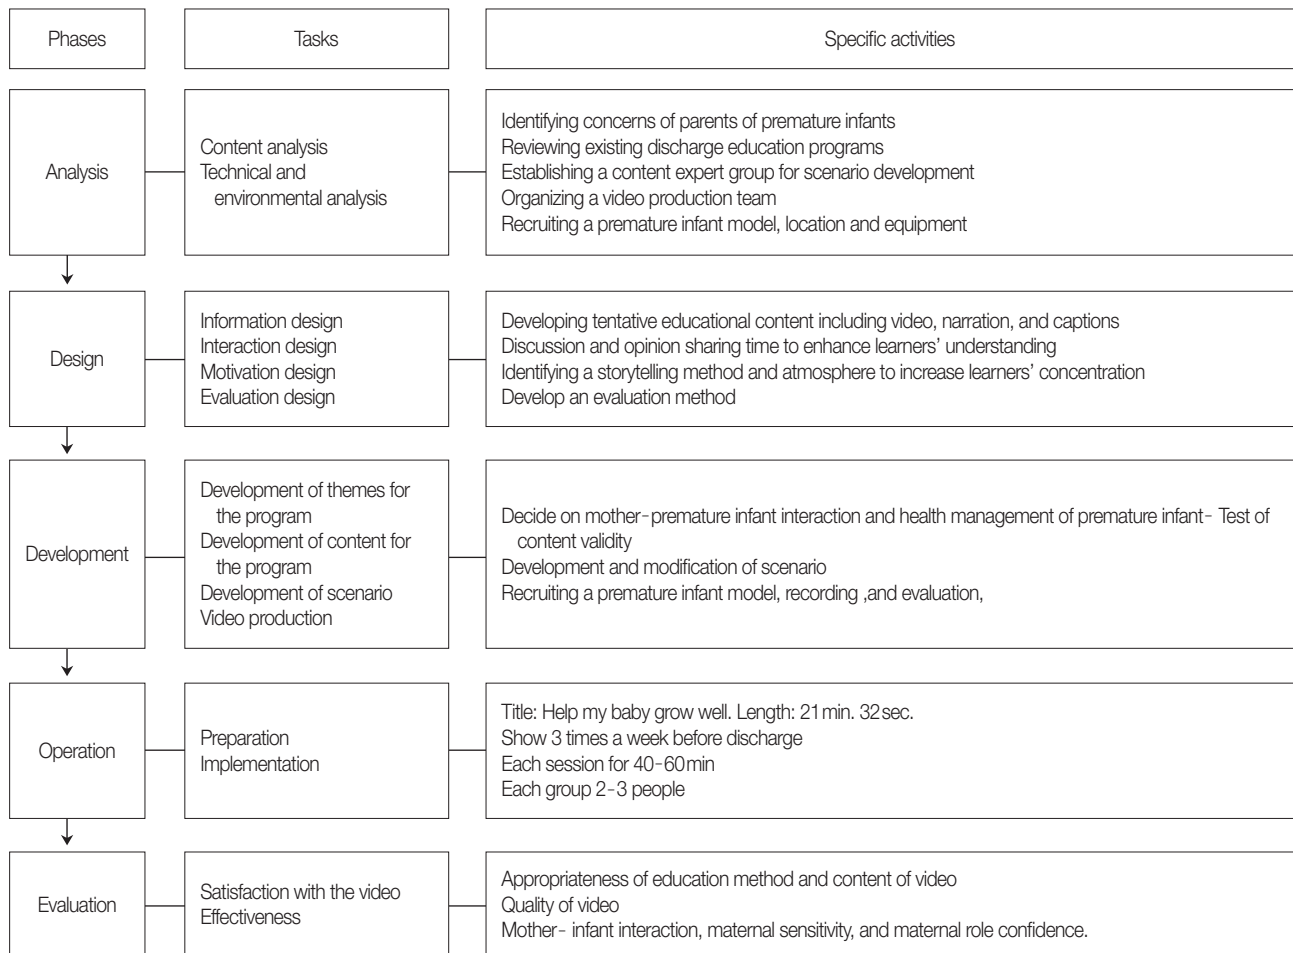 Phases
Tasks
Specific activities
Analysis
Content analysis
Technical and
environmental analysis
Identifying concerns of parents of premature infants
Reviewing existing discharge education programs
Establishing a content expert group for scenario development
Organizing a video production team
Recruiting a premature infant model, location and equipment
Design
Information design
Interaction design
Motivation design
Evaluation design
Developing tentative educational content including video, narration, and captions
Discussion and opinion sharing time to enhance learners’ understanding
Identifying a storytelling method and atmosphere to increase learners’ concentration
Develop an evaluation method
Development
Development of themes for
the program
Development of content for
the program
Development of scenario
Video production
Decide on mother-premature infant interaction and health management of premature infant- Test of
content validity
Development and modification of scenario
Recruiting a premature infant model, recording ,and evaluation,
Operation
Preparation
Implementation
Title: Help my baby grow well. Length: 21 min. 32 sec.
Show 3 times a week before discharge
Each session for 40-60 min
Each group 2-3 people
Evaluation
Satisfaction with the video
Effectiveness
Appropriateness of education method and content of video
Quality of video
Mother- infant interaction, maternal sensitivity, and maternal role confidence.